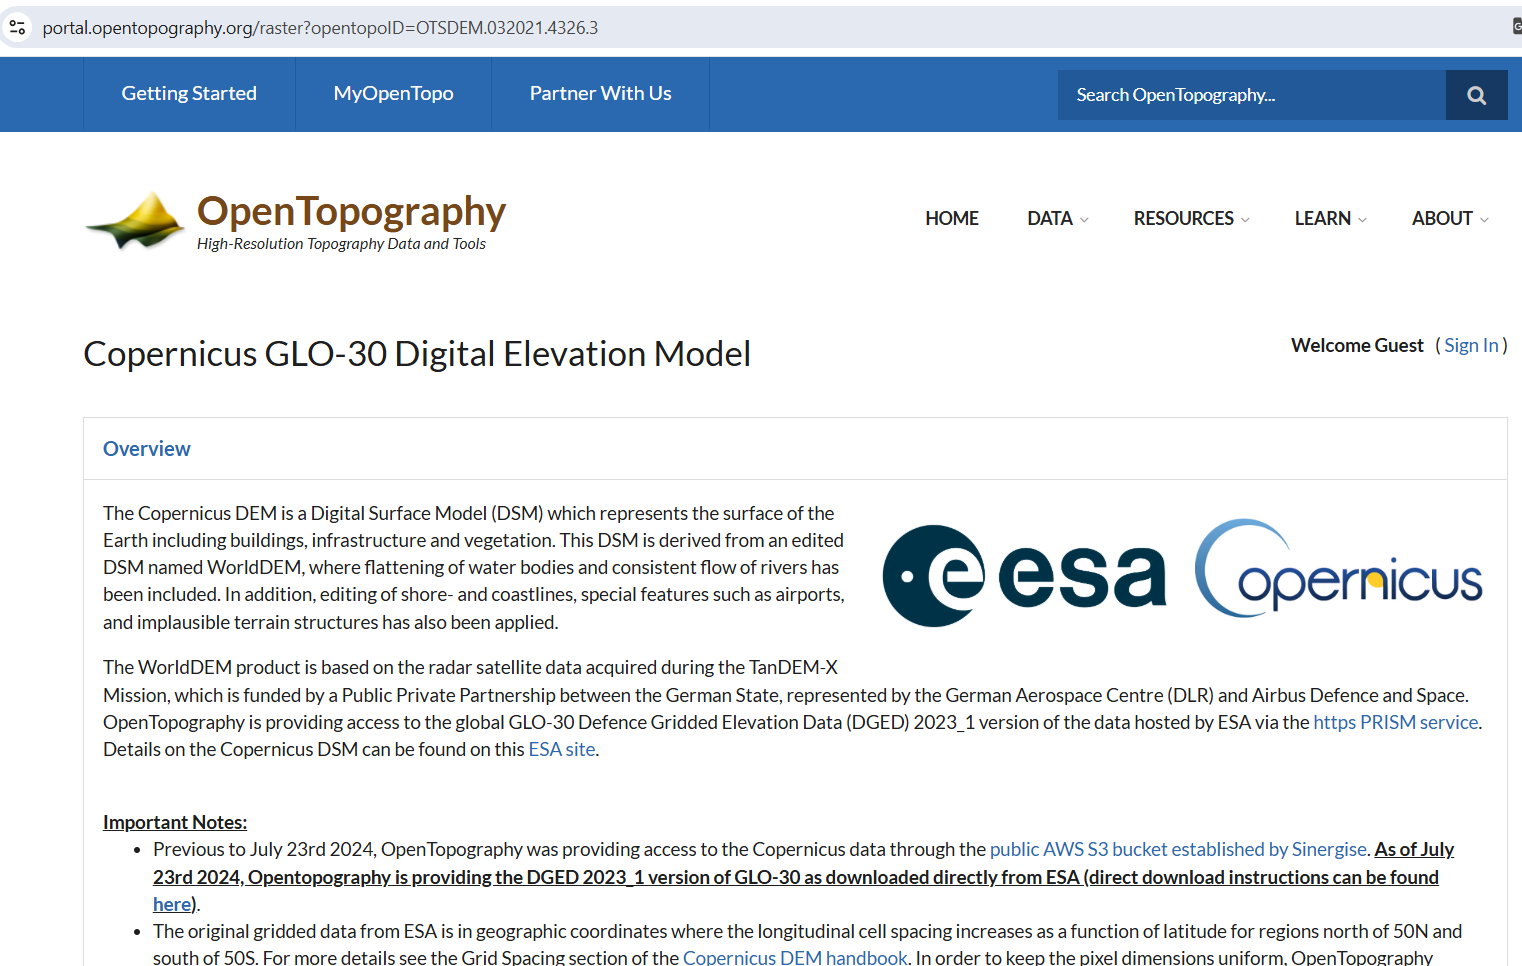 portal.opentopography.org/raster?opentopoID=OTSDEM.032021.4326.3
Getting Started
MyOpenTopo
Partner With Us
Search OpenTopography...
OpenTopography
High-Resolution Topography Data and Tools
HOME
DATA
RESOURCES
LEARN
ABOUT
Copernicus GLO-30 Digital Elevation Model
Welcome Guest ( Sign In )
Overview
The Copernicus DEM is a Digital Surface Model (DSM) which represents the surface of the
Earth including buildings, infrastructure and vegetation. This DSM is derived from an edited
DSM named WorldDEM, where flattening of water bodies and consistent flow of rivers has
been included. In addition, editing of shore- and coastlines, special features such as airports,
and implausible terrain structures has also been applied.
esa
Copernicus
The WorldDEM product is based on the radar satellite data acquired during the TanDEM-X
Mission, which is funded by a Public Private Partnership between the German State, represented by the German Aerospace Centre (DLR) and Airbus Defence and Space.
OpenTopography is providing access to the global GLO-30 Defence Gridded Elevation Data (DGED) 2023_1 version of the data hosted by ESA via the https PRISM service.
Details on the Copernicus DSM can be found on this ESA site.
Important Notes:
• Previous to July 23rd 2024, OpenTopography was providing access to the Copernicus data through the public AWS S3 bucket established by Sinergise. As of July
23rd 2024, Opentopography is providing the DGED 2023_1 version of GLO-30 as downloaded directly from ESA (direct download instructions can be found
here).
• The original gridded data from ESA is in geographic coordinates where the longitudinal cell spacing increases as a function of latitude for regions north of 50N and
south of 50S. For more details see the Grid Spacing section of the Copernicus DEM handbook. In order to keep the pixel dimensions uniform, OpenTopography